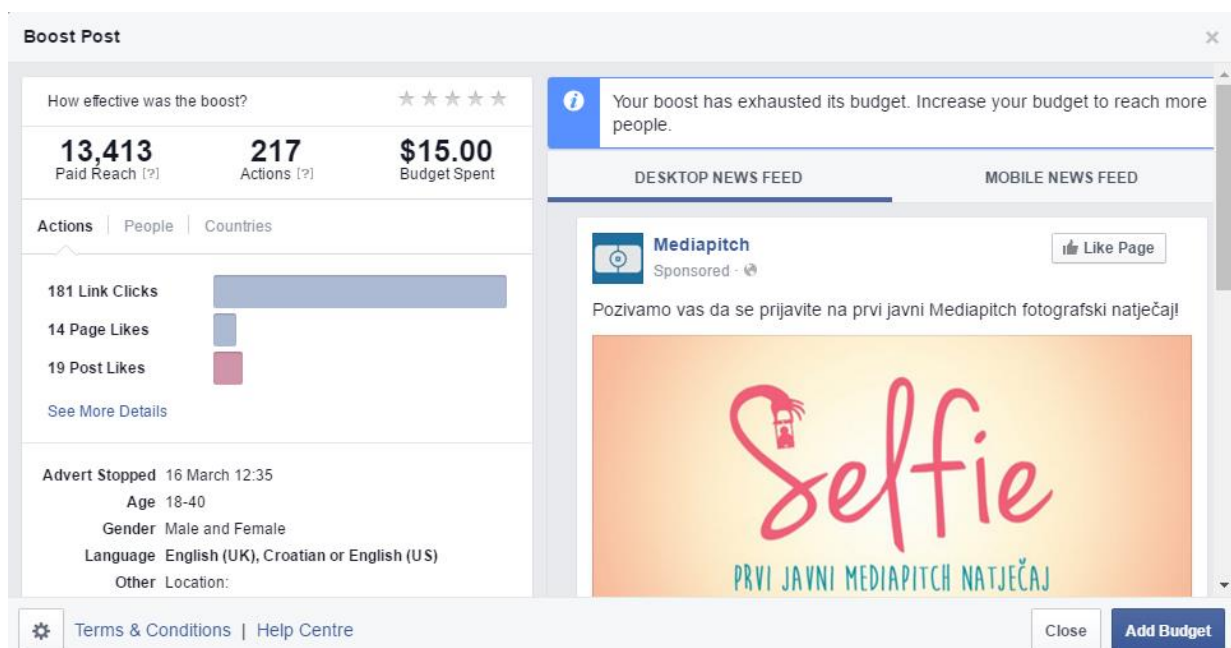 Boost Post
How effective was the boost?
13,413
Paid Reach [?]
217
Actions [?]
$15.00
Budget Spent
Actions | People | Countries
181 Link Clicks
14 Page Likes
19 Post Likes
See More Details
Advert Stopped 16 March 12:35
Age 18-40
Gender Male and Female
Language English (UK), Croatian or English (US)
Other Location:
Your boost has exhausted its budget. Increase your budget to reach more
people.
DESKTOP NEWS FEED
MOBILE NEWS FEED
Mediapitch
Sponsored ·
Like Page
Pozivamo vas da se prijavite na prvi javni Mediapitch fotografski natječaj!
Selfie
PRVI JAVNI MEDIAPITCH NATJEČAJ
Terms & Conditions | Help Centre
Close
Add Budget